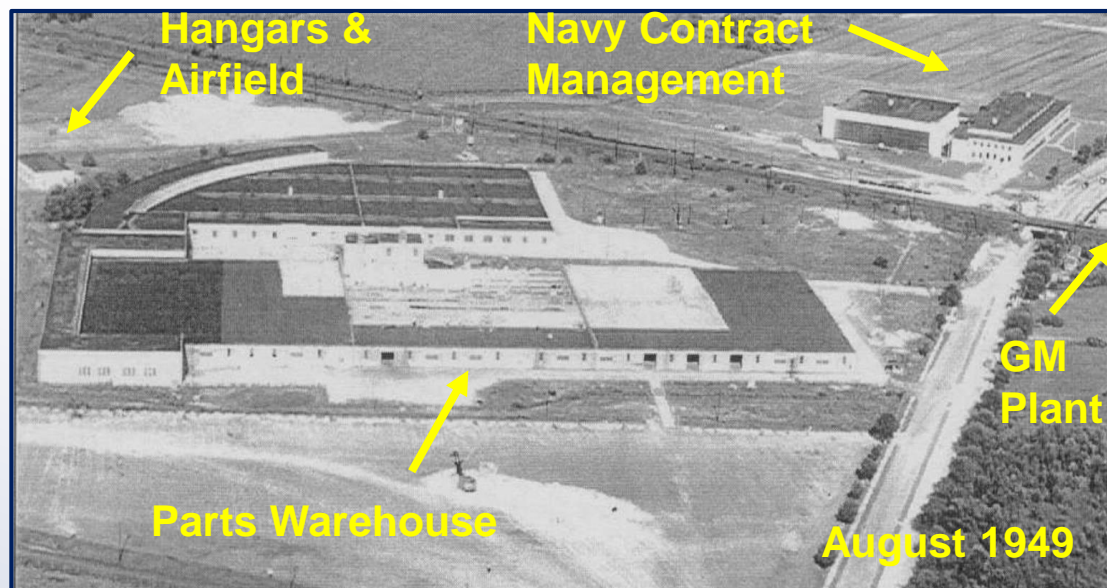 Hangars &
Airfield
Navy Contract
Management
GM
Plant
Parts Warehouse
August 1949